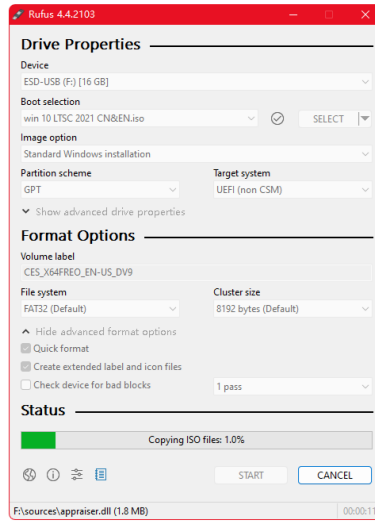 Rufus 4.4.2103
Drive Properties
Device
ESD-USB (F:) [16 GB]
Boot selection
win 10 LTSC 2021 CN&EN.iso SELECT
Image option
Standard Windows installation
Partition scheme Target system
GPT UEFI (non CSM)
Show advanced drive properties
Format Options
Volume label
CES_X64FREO_EN-US_DV9
File system Cluster size
FAT32 (Default) 8192 bytes (Default)
Hide advanced format options
Quick format
Create extended label and icon files
Check device for bad blocks 1 pass
Status
Copying ISO files: 1.0%
START CANCEL
F:\sources\appraiser.dll (1.8 MB) 00:00:11